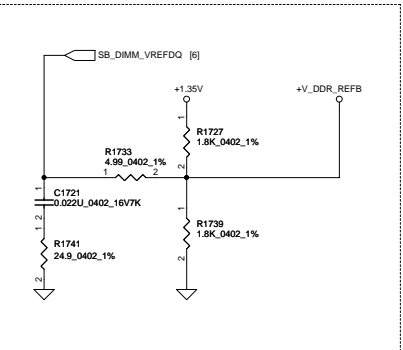 SB_DIMM_VREFDQ [6]
+1.35V
+V_DDR_REFB
1
R1727
1.8K_0402_1%
2
R1733
4.99_0402_1%
1 2
1
C1721
0.022U_0402_16V7K
2
1
R1741
24.9_0402_1%
2
1
R1739
1.8K_0402_1%
2